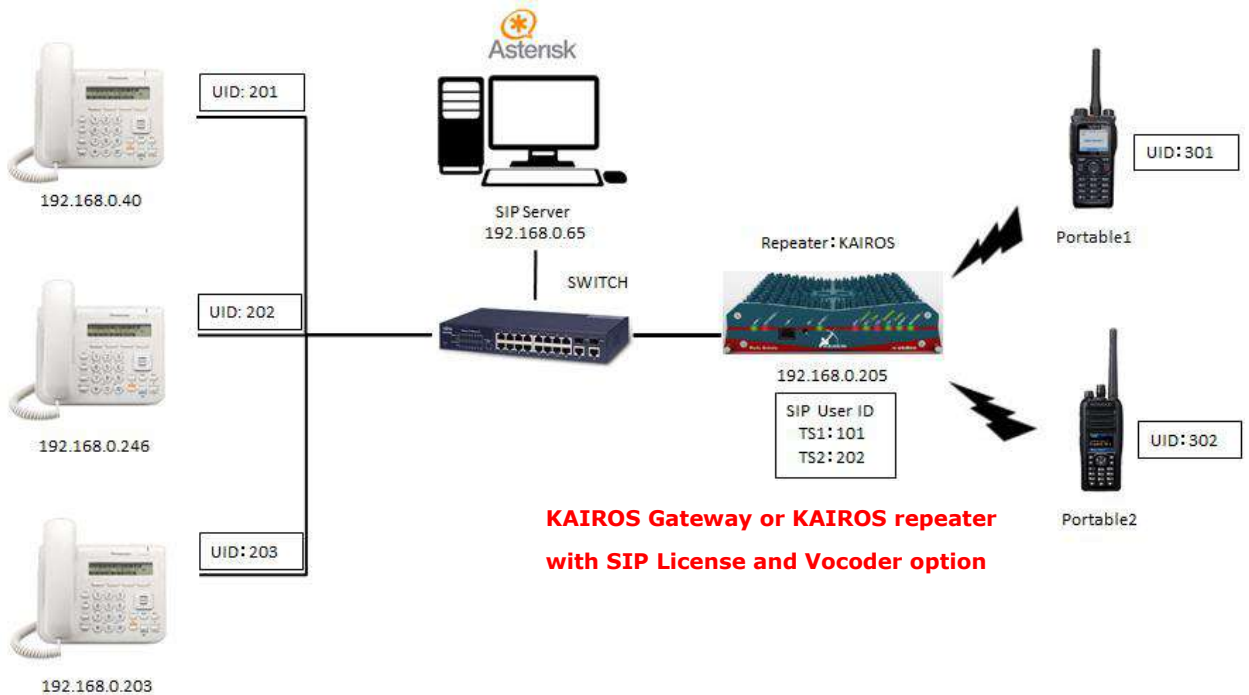 Asterisk
UID: 201
192.168.0.40
SIP Server
192.168.0.65
UID: 202
192.168.0.246
SWITCH
Repeater:KAIROS
192.168.0.205
SIP User ID
TS1:101
TS2:202
UID:301
Portable1
UID:302
Portable2
UID:203
192.168.0.203
KAIROS Gateway or KAIROS repeater
with SIP License and Vocoder option